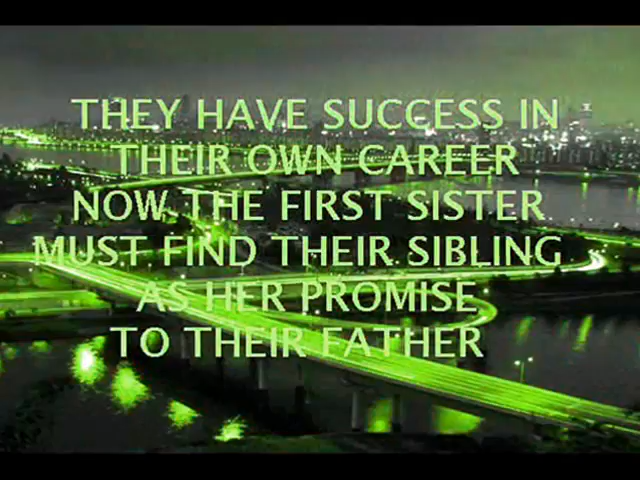 THEY HAVE SUCCESS IN
THEIR OWN CAREER
NOW THE FIRST SISTER
MUST FIND THEIR SIBLING
AS HER PROMISE
TO THEIR FATHER